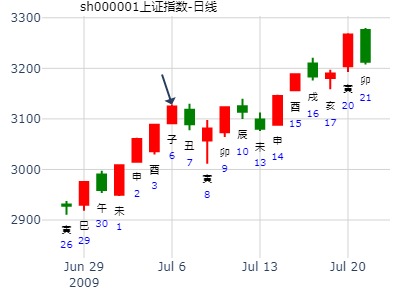 sh000001上证指数-日线
3300
3200
3100
3000
2900
寅
26
巳
29
午
30
未
1
申
2
酉
3
子
6
丑
7
寅
8
卯
9
辰
10
未
13
申
14
酉
15
戌
16
亥
17
寅
20
卯
21
Jun 29
2009
Jul 6
Jul 13
Jul 20